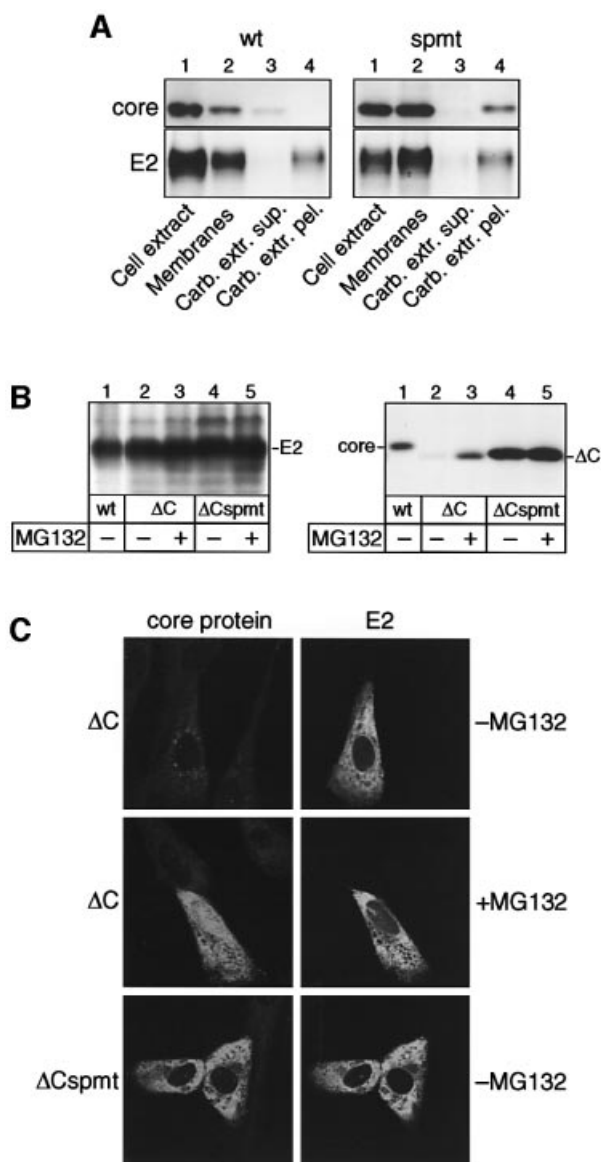 A
wt spmt
1 2 3 4 1 2 3 4
core
E2
Cell extract Membranes Carb. extr. sup. Carb. extr. pel. Cell extract Membranes Carb. extr. sup. Carb. extr. pel.
B
1 2 3 4 5 1 2 3 4 5
-E2 core- -ΔC
wt ΔC ΔCspmt wt ΔC ΔCspmt
MG132 – – + – + MG132 – – + – +
C
core protein E2
ΔC –MG132
ΔC +MG132
ΔCspmt –MG132